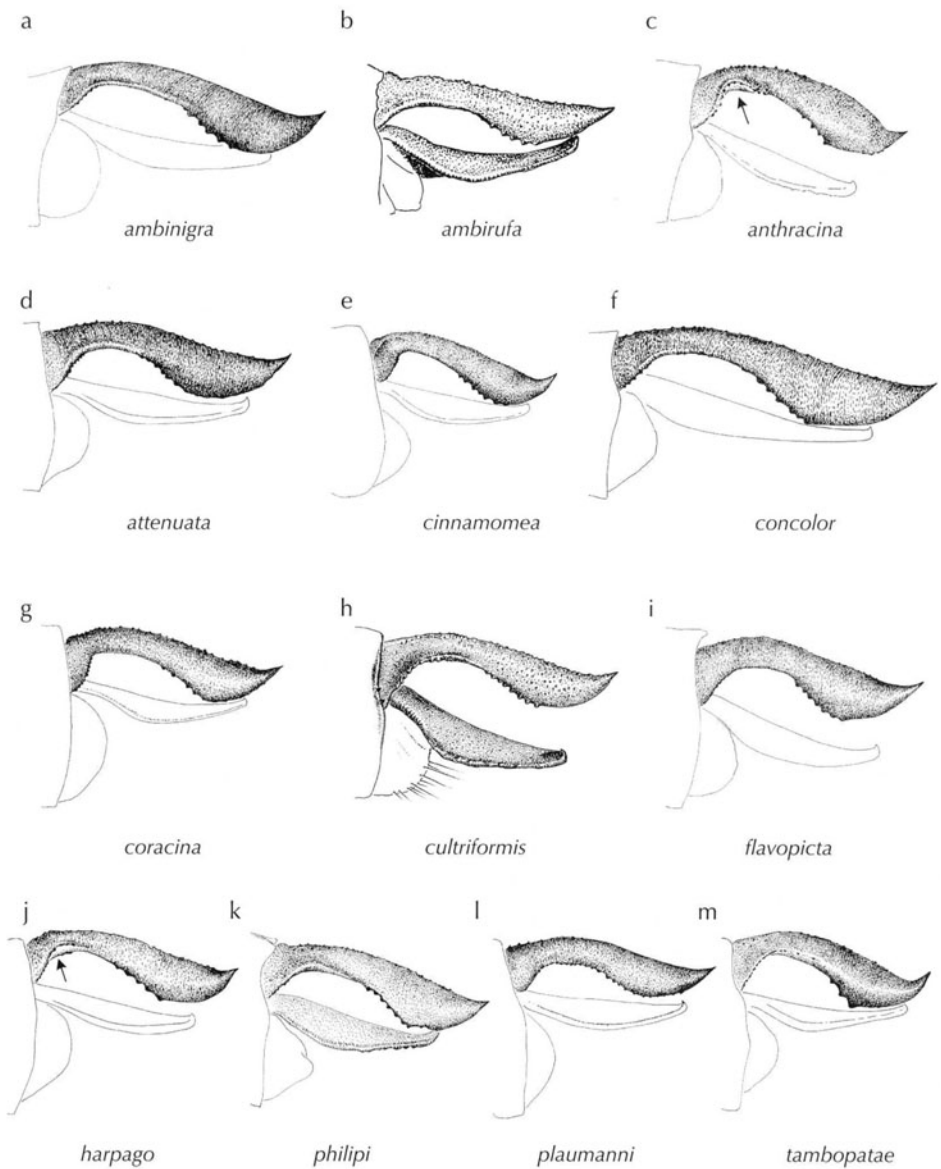 a b c
ambinigra ambirufa anthracina
d e f
attenuata cinnamomea concolor
g h i
coracina cultriformis flavopicta
j k l m
harpago philipi plaumanni tambopatae